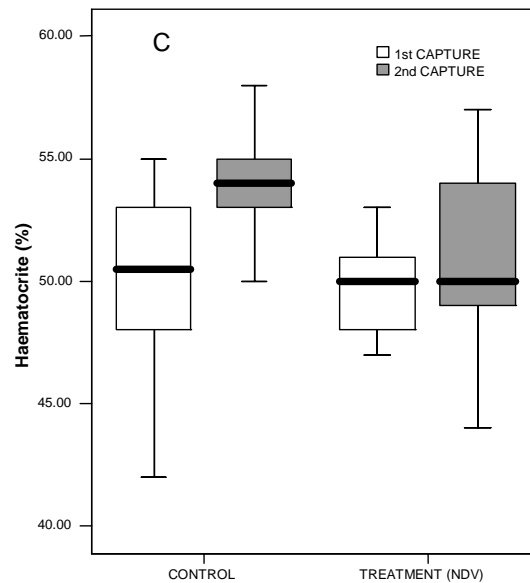 C
1st CAPTURE
2nd CAPTURE
Haematocrite (%)
60.00
55.00
50.00
45.00
40.00
CONTROL TREATMENT (NDV)